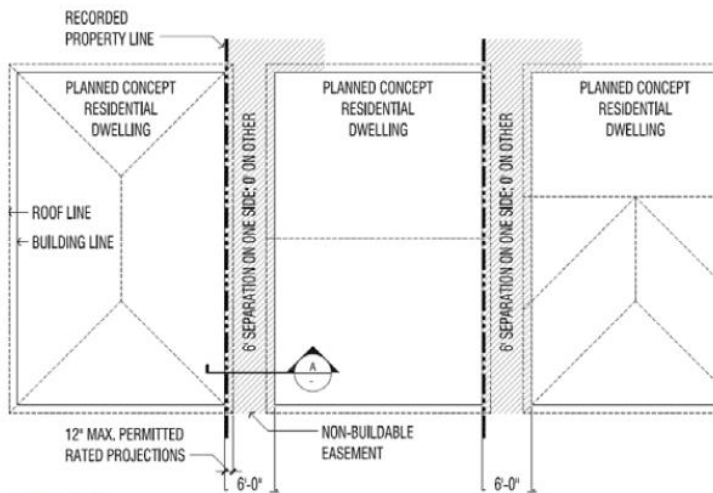 RECORDED
PROPERTY LINE
PLANNED CONCEPT
RESIDENTIAL
DWELLING
PLANNED CONCEPT
RESIDENTIAL
DWELLING
PLANNED CONCEPT
RESIDENTIAL
DWELLING
6' SEPARATION ON ONE SIDE; 0' ON OTHER
6' SEPARATION ON ONE SIDE; 0' ON OTHER
ROOF LINE
BUILDING LINE
A
-
12" MAX. PERMITTED
RATED PROJECTIONS
NON-BUILDABLE
EASEMENT
6'-0"
6'-0"